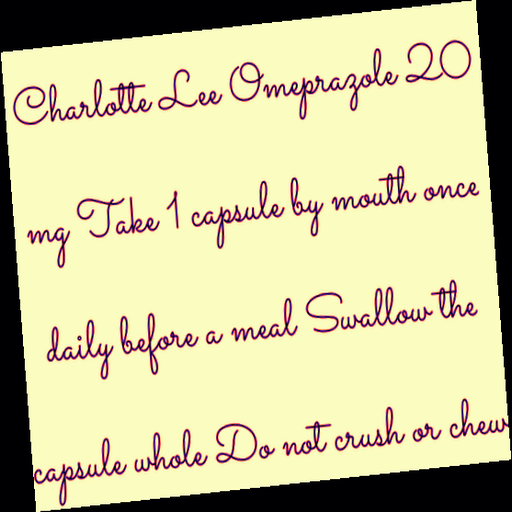 Charlotte Lee Omeprazole 20
mg Take 1 capsule by mouth once
daily before a meal Swallow the
capsule whole Do not crush or chew